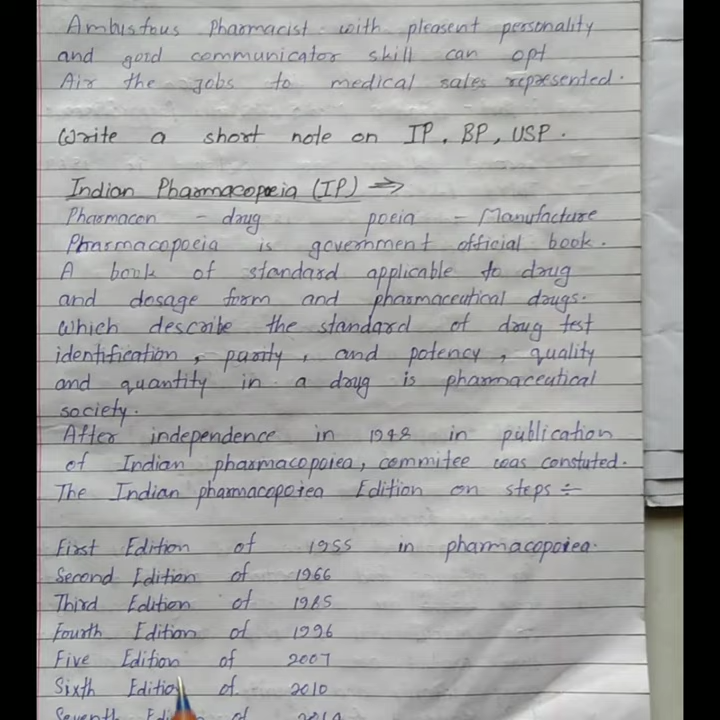 Ambustous Pharmacist with pleasent personality
and gord communicator skill can opt
Air the jobs to medical sales represented.
Write a short note on IP, BP, USP.
Indian Pharmacopoeia (IP) ⇒
Pharmacon - drug poeia - Manufacture
Pharmacopoeia is government official book.
A book of standard applicable to drug
and dosage form and pharmaceutical drugs.
which describe the standard of drug test
identification, purity, and potency, quality
and quantity in a drug is pharmaceutical
society.
After independence in 1948 in publication
of Indian pharmacopoiea, commitee was constuted.
The Indian pharmacopoiea Edition on steps ÷
First Edition of 1955 in pharmacopoiea.
Second Edition of 1966
Third Edition of 1985
Fourth Edition of 1996
Five Edition of 2007
Sixth Edition of 2010
Seventh of